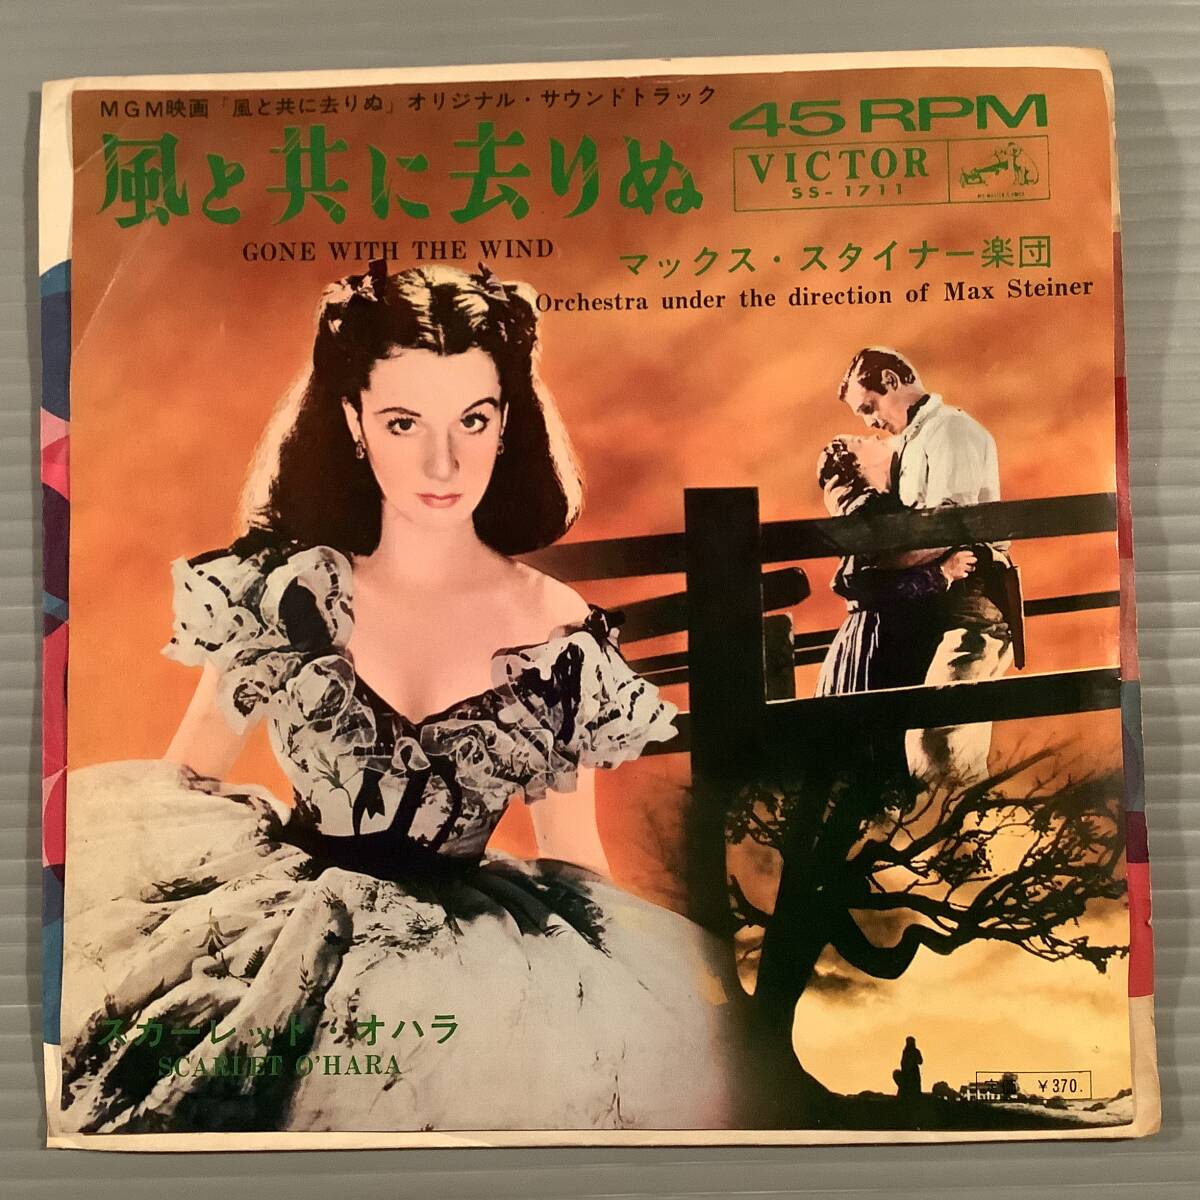 MGM映画「風と共に去りぬ」オリジナル・サウンドトラック
風と共に去りぬ
GONE WITH THE WIND
45 RPM
VICTOR
SS-1711
マックス・スタイナー楽団
Orchestra under the direction of Max Steiner
スカーレット・オハラ
SCARLET O'HARA
定価 ¥370.